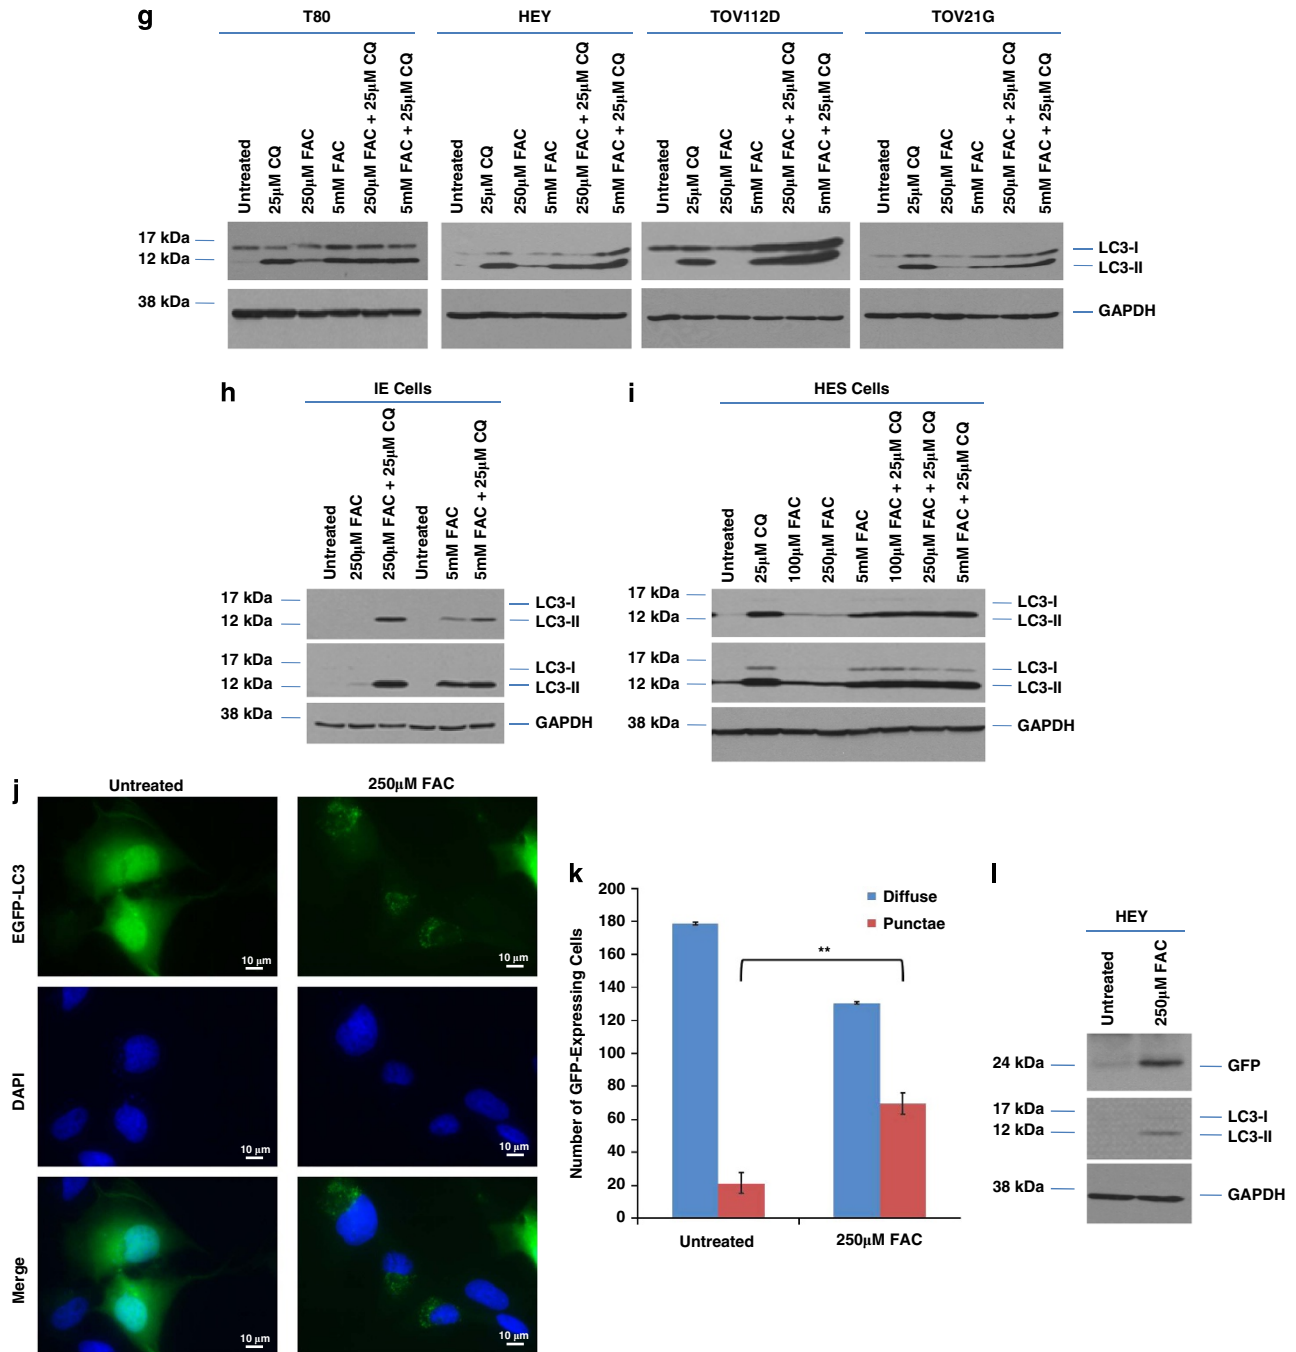 g
T80
HEY
TOV112D
TOV21G
Untreated
25µM CQ
250µM FAC
5mM FAC
250µM FAC + 25µM CQ
5mM FAC + 25µM CQ
Untreated
25µM CQ
250µM FAC
5mM FAC
250µM FAC + 25µM CQ
5mM FAC + 25µM CQ
Untreated
25µM CQ
250µM FAC
5mM FAC
250µM FAC + 25µM CQ
5mM FAC + 25µM CQ
Untreated
25µM CQ
250µM FAC
5mM FAC
250µM FAC + 25µM CQ
5mM FAC + 25µM CQ
17 kDa
12 kDa
38 kDa
LC3-I
LC3-II
GAPDH
h
IE Cells
Untreated
250µM FAC
250µM FAC + 25µM CQ
Untreated
5mM FAC
5mM FAC + 25µM CQ
17 kDa
12 kDa
17 kDa
12 kDa
38 kDa
LC3-I
LC3-II
LC3-I
LC3-II
GAPDH
i
HES Cells
Untreated
25µM CQ
100µM FAC
250µM FAC
5mM FAC
100µM FAC + 25µM CQ
250µM FAC + 25µM CQ
5mM FAC + 25µM CQ
17 kDa
12 kDa
17 kDa
12 kDa
38 kDa
LC3-I
LC3-II
LC3-I
LC3-II
GAPDH
j
Untreated
250µM FAC
EGFP-LC3
10 µm
10 µm
DAPI
10 µm
10 µm
Merge
10 µm
10 µm
k
Number of GFP-Expressing Cells
200
180
160
140
120
100
80
60
40
20
0
Diffuse
Punctae
**
Untreated
250µM FAC
l
HEY
Untreated
250µM FAC
24 kDa
17 kDa
12 kDa
38 kDa
GFP
LC3-I
LC3-II
GAPDH